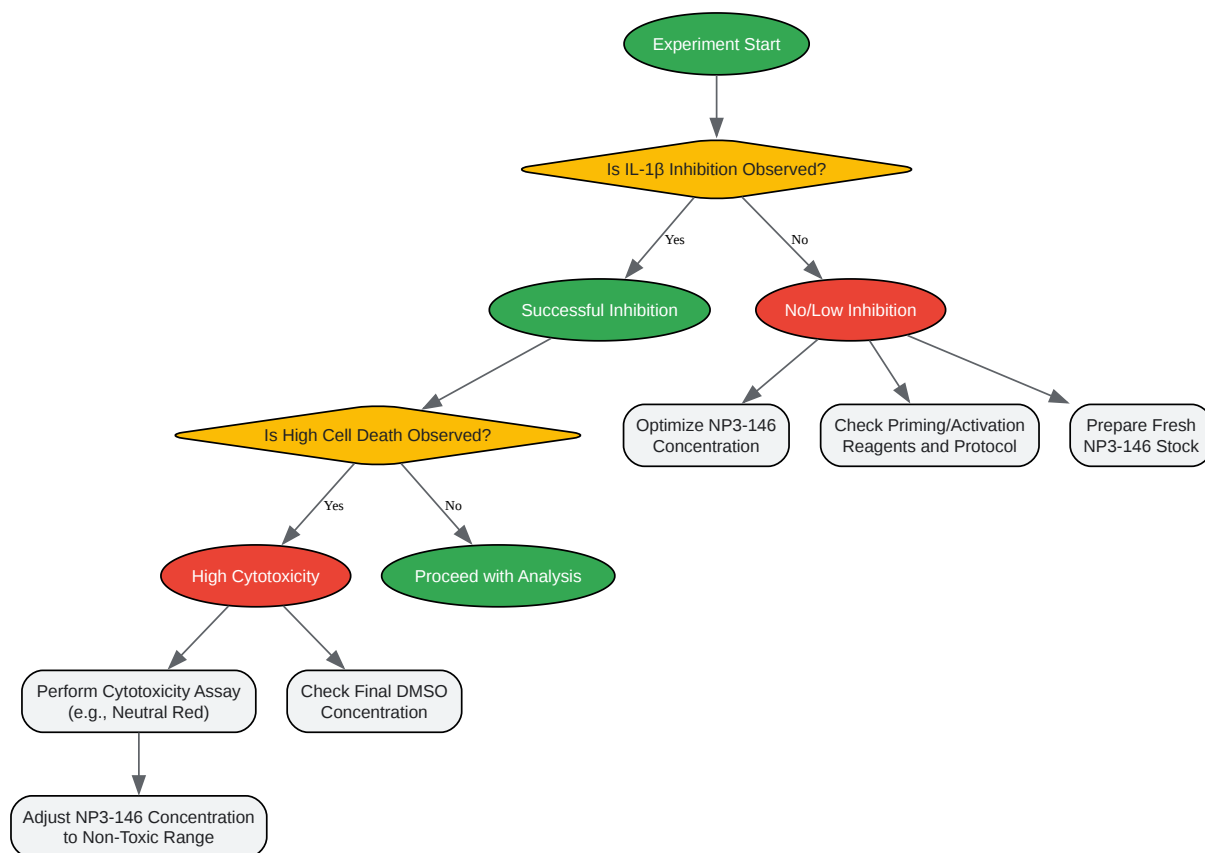 Experiment Start
Is IL-1β Inhibition Observed?
Yes
No
Successful Inhibition
No/Low Inhibition
Optimize NP3-146
Concentration
Check Priming/Activation
Reagents and Protocol
Prepare Fresh
NP3-146 Stock
Is High Cell Death Observed?
Yes
No
High Cytotoxicity
Proceed with Analysis
Perform Cytotoxicity Assay
(e.g., Neutral Red)
Check Final DMSO
Concentration
Adjust NP3-146 Concentration
to Non-Toxic Range